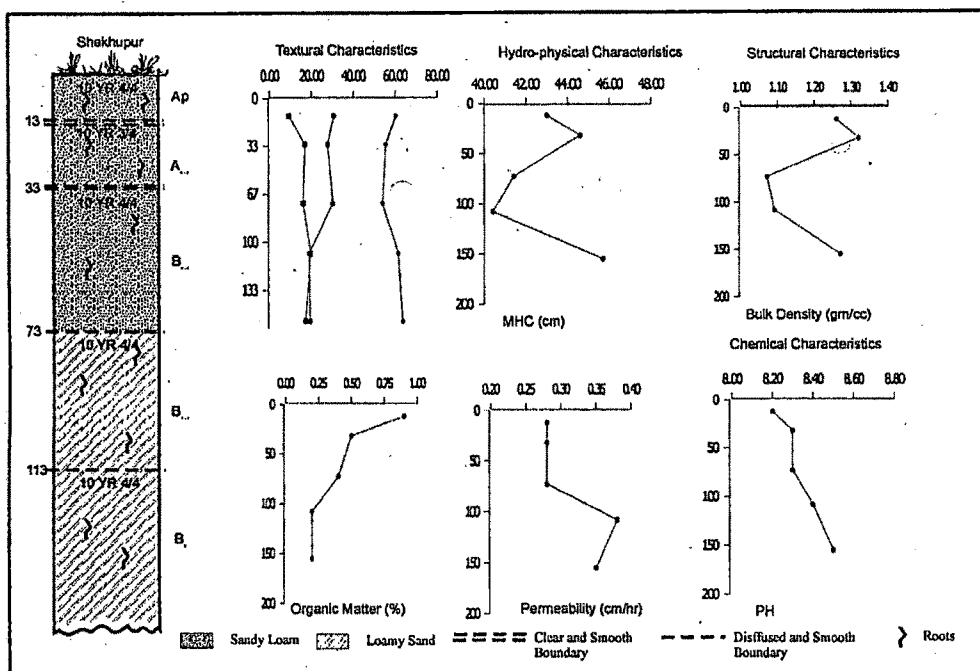 Shekhupur
10 YR 4/4
Ap
13
10 YR 3/4
33
10 YR 4/4
73
10 YR 4/4
113
10 YR 4/4
Textural Characteristics
0.00 20.00 40.00 60.00 80.00
0
33
67
100
133
Hydro-physical Characteristics
40.00 42.00 44.00 46.00 48.00
0
50
100
150
200
MHC (cm)
Structural Characteristics
1.00 1.10 1.20 1.30 1.40
0
50
100
150
200
Bulk Density (gm/cc)
0.00 0.25 0.50 0.75 1.00
0
50
100
150
200
Organic Matter (%)
0.20 0.25 0.30 0.35 0.40
0
50
100
150
200
Permeability (cm/hr)
Chemical Characteristics
8.00 8.20 8.40 8.60 8.80
0
50
100
150
200
PH
Sandy Loam
Loamy Sand
Clear and Smooth
Boundary
Disffused and Smooth
Boundary
Roots